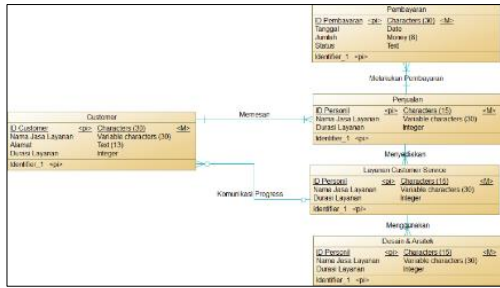 Pembayaran
ID Pembayaran <pi> Characters (30) <M>
Tanggal Date
Jumlah Money (8)
Status Text
Identifier_1 <pi>
Melakukan Pembayaran
Penjualan
ID Personil <pi> Characters (15) <M>
Nama Jasa Layanan Variable characters (30)
Durasi Layanan Integer
Identifier_1 <pi>
Memesan
Customer
ID Customer <pi> Characters (30) <M>
Nama Jasa Layanan Variable characters (30)
Alamat Text (13)
Durasi Layanan Integer
Identifier_1 <pi>
Menyediakan
Layanan Customer Service
ID Personil <pi> Characters (15) <M>
Nama Jasa Layanan Variable characters (30)
Durasi Layanan Integer
Identifier_1 <pi>
Komunikasi Progress
Menggunakan
Desain & Arsitek
ID Personil <pi> Characters (15) <M>
Nama Jasa Layanan Variable characters (30)
Durasi Layanan Integer
Identifier_1 <pi>